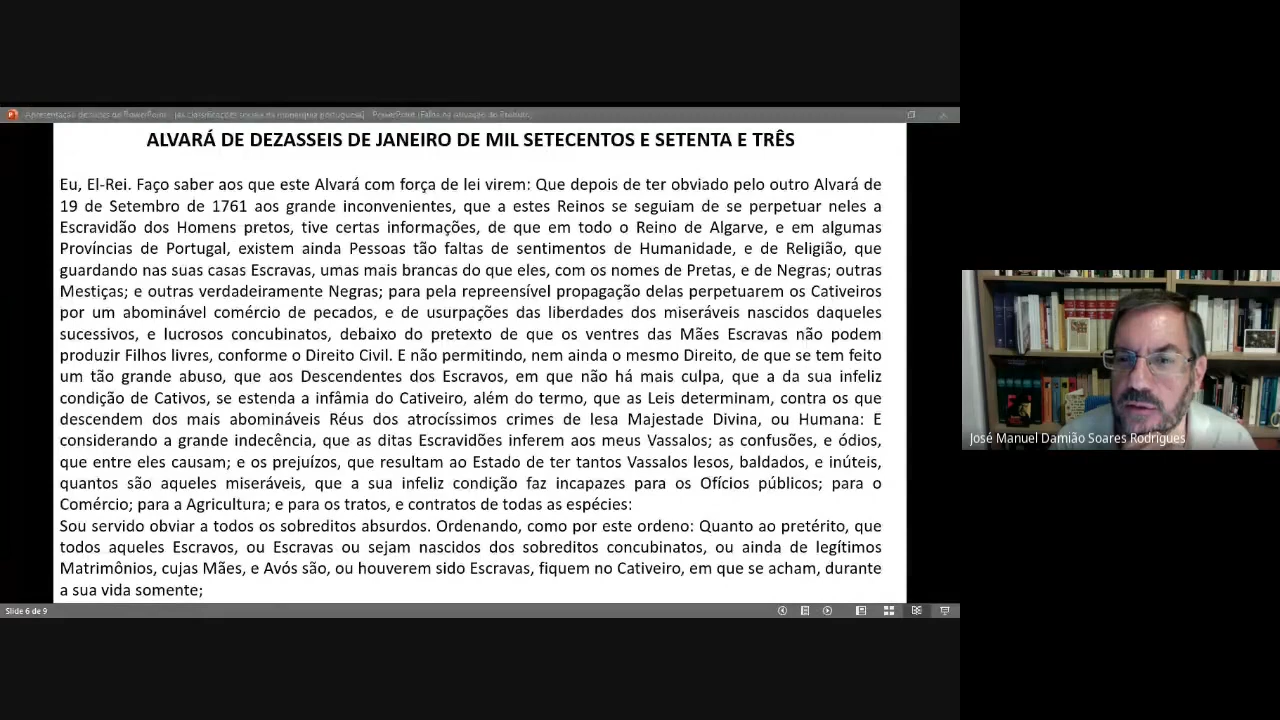 ALVARÁ DE DEZASSEIS DE JANEIRO DE MIL SETECENTOS E SETENTA E TRÊS
Eu, El-Rei. Faço saber aos que este Alvará com força de lei virem: Que depois de ter obviado pelo outro Alvará de
19 de Setembro de 1761 aos grande inconvenientes, que a estes Reinos se seguiam de se perpetuar neles a
Escravidão dos Homens pretos, tive certas informações, de que em todo o Reino de Algarve, e em algumas
Províncias de Portugal, existem ainda Pessoas tão faltas de sentimentos de Humanidade, e de Religião, que
guardando nas suas casas Escravas, umas mais brancas do que eles, com os nomes de Pretas, e de Negras; outras
Mestiças; e outras verdadeiramente Negras; para pela repreensível propagação delas perpetuarem os Cativeiros
por um abominável comércio de pecados, e de usurpações das liberdades dos miseráveis nascidos daqueles
sucessivos, e lucrosos concubinatos, debaixo do pretexto de que os ventres das Mães Escravas não podem
produzir Filhos livres, conforme o Direito Civil. E não permitindo, nem ainda o mesmo Direito, de que se tem feito
um tão grande abuso, que aos Descendentes dos Escravos, em que não há mais culpa, que a da sua infeliz
condição de Cativos, se estenda a infâmia do Cativeiro, além do termo, que as Leis determinam, contra os que
descendem dos mais abomináveis Réus dos atrocíssimos crimes de lesa Majestade Divina, ou Humana: E
considerando a grande indecência, que as ditas Escravidões inferem aos meus Vassalos; as confusões, e ódios,
que entre eles causam; e os prejuízos, que resultam ao Estado de ter tantos Vassalos lesos, baldados, e inúteis,
quantos são aqueles miseráveis, que a sua infeliz condição faz incapazes para os Ofícios públicos; para o
Comércio; para a Agricultura; e para os tratos, e contratos de todas as espécies:
Sou servido obviar a todos os sobreditos absurdos. Ordenando, como por este ordeno: Quanto ao pretérito, que
todos aqueles Escravos, ou Escravas ou sejam nascidos dos sobreditos concubinatos, ou ainda de legítimos
Matrimônios, cujas Mães, e Avós são, ou houverem sido Escravas, fiquem no Cativeiro, em que se acham, durante
a sua vida somente;
José Manuel Damião Soares Rodrigues
Slide 6 de 9